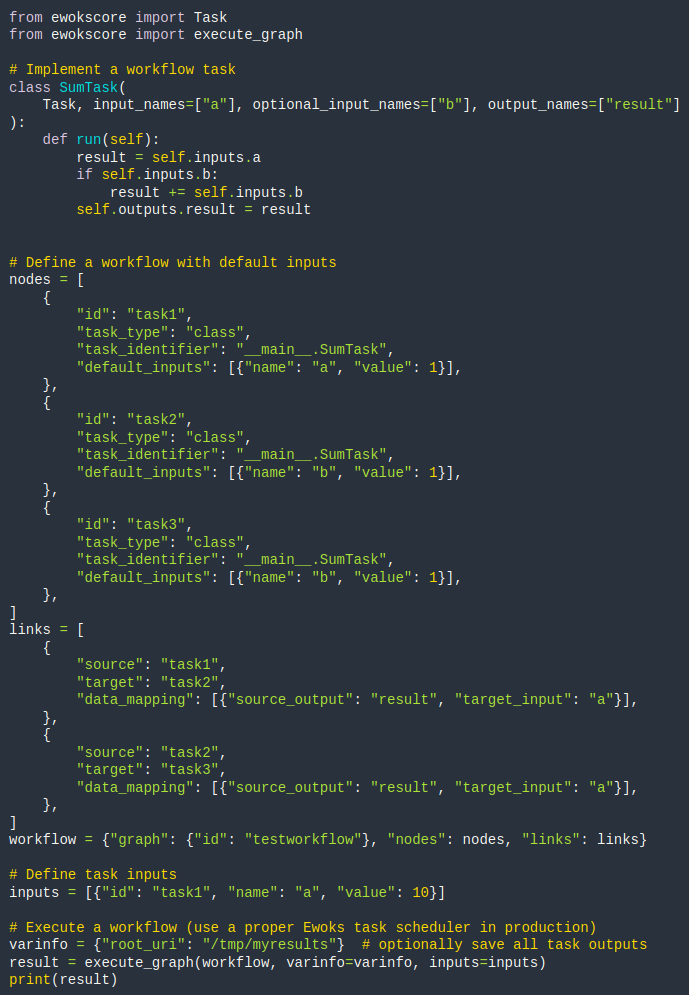 from ewokscore import Task
from ewokscore import execute_graph

# Implement a workflow task
class SumTask(
    Task, input_names=["a"], optional_input_names=["b"], output_names=["result"]
):
    def run(self):
        result = self.inputs.a
        if self.inputs.b:
            result += self.inputs.b
        self.outputs.result = result


# Define a workflow with default inputs
nodes = [
    {
        "id": "task1",
        "task_type": "class",
        "task_identifier": "__main__.SumTask",
        "default_inputs": [{"name": "a", "value": 1}],
    },
    {
        "id": "task2",
        "task_type": "class",
        "task_identifier": "__main__.SumTask",
        "default_inputs": [{"name": "b", "value": 1}],
    },
    {
        "id": "task3",
        "task_type": "class",
        "task_identifier": "__main__.SumTask",
        "default_inputs": [{"name": "b", "value": 1}],
    },
]
links = [
    {
        "source": "task1",
        "target": "task2",
        "data_mapping": [{"source_output": "result", "target_input": "a"}],
    },
    {
        "source": "task2",
        "target": "task3",
        "data_mapping": [{"source_output": "result", "target_input": "a"}],
    },
]
workflow = {"graph": {"id": "testworkflow"}, "nodes": nodes, "links": links}

# Define task inputs
inputs = [{"id": "task1", "name": "a", "value": 10}]

# Execute a workflow (use a proper Ewoks task scheduler in production)
varinfo = {"root_uri": "/tmp/myresults"}  # optionally save all task outputs
result = execute_graph(workflow, varinfo=varinfo, inputs=inputs)
print(result)